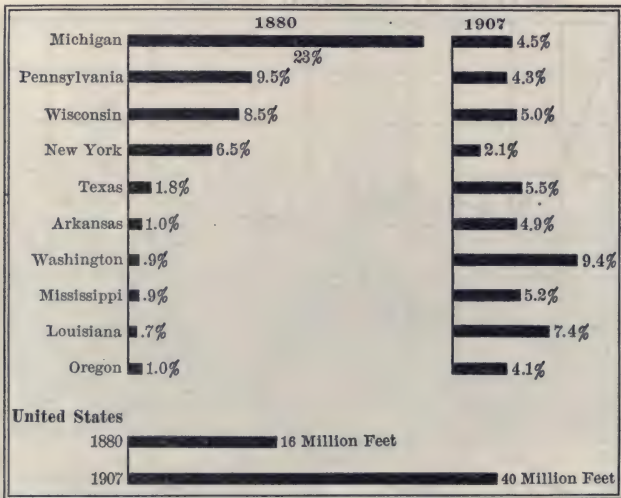 1880 1907
Michigan 23% 4.5%
Pennsylvania 9.5% 4.3%
Wisconsin 8.5% 5.0%
New York 6.5% 2.1%
Texas 1.8% 5.5%
Arkansas 1.0% 4.9%
Washington .9% 9.4%
Mississippi .9% 5.2%
Louisiana .7% 7.4%
Oregon 1.0% 4.1%
United States
1880 16 Million Feet
1907 40 Million Feet